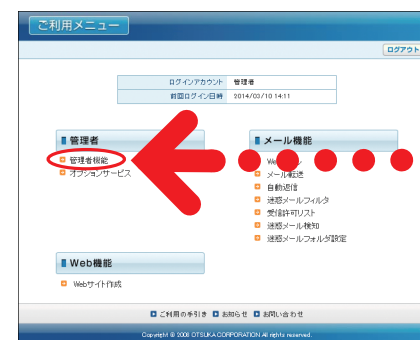 ご利用メニュー
ログアウト
ログインアカウント 管理者
前回ログイン日時 2014/03/10 14:11
管理者
管理者機能
オプションサービス
メール機能
メール転送
自動返信
迷惑メールフィルタ
受信許可リスト
迷惑メール検知
迷惑メールフォルダ設定
Web機能
Webサイト作成
ご利用の手引き お知らせ お問い合わせ
Copyright © 2008 OTSUKA CORPORATION All rights reserved.